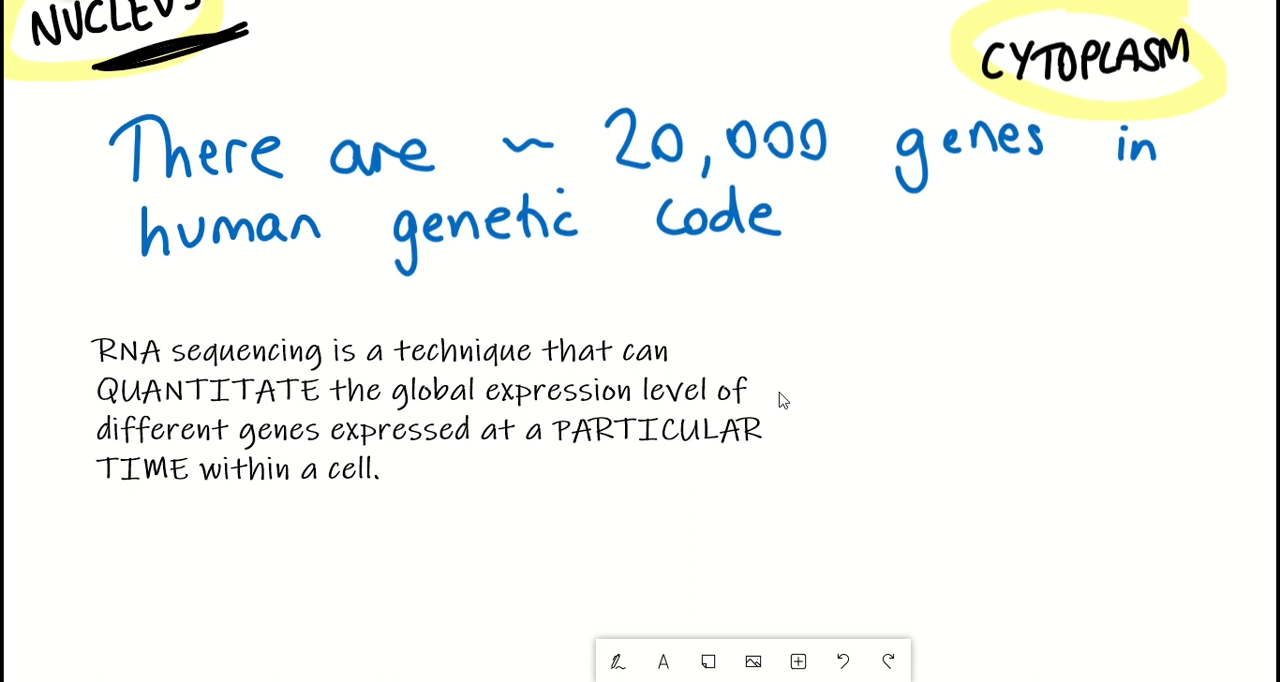 NUCLEUS
CYTOPLASM
There are ~ 20,000 genes in
human genetic code
RNA sequencing is a technique that can
QUANTITATE the global expression level of
different genes expressed at a PARTICULAR
TIME within a cell.
A